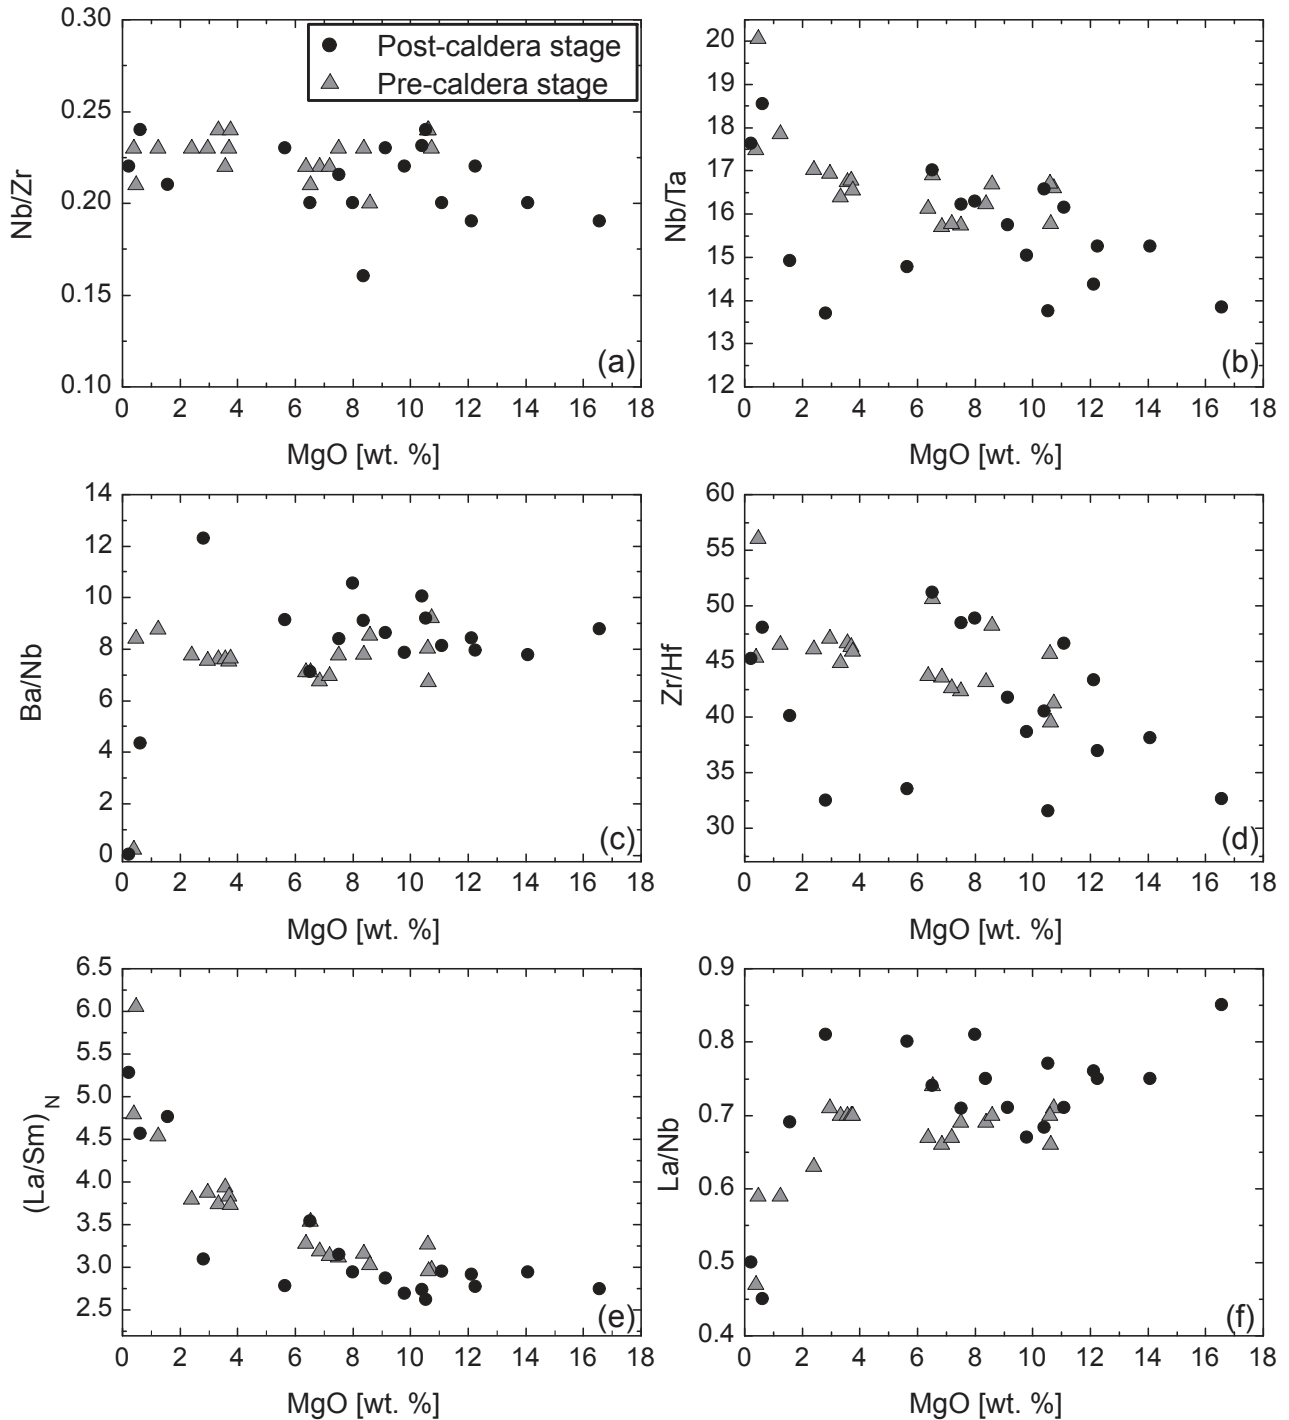 0.30
0.25
0.20
0.15
0.10
Nb/Zr
Post-caldera stage
Pre-caldera stage
(a)
0 2 4 6 8 10 12 14 16 18
MgO [wt. %]
20
19
18
17
16
15
14
13
12
Nb/Ta
(b)
0 2 4 6 8 10 12 14 16 18
MgO [wt. %]
14
12
10
8
6
4
2
0
Ba/Nb
(c)
0 2 4 6 8 10 12 14 16 18
MgO [wt. %]
60
55
50
45
40
35
30
Zr/Hf
(d)
0 2 4 6 8 10 12 14 16 18
MgO [wt. %]
6.5
6.0
5.5
5.0
4.5
4.0
3.5
3.0
2.5
(La/Sm)N
(e)
0 2 4 6 8 10 12 14 16 18
MgO [wt. %]
0.9
0.8
0.7
0.6
0.5
0.4
La/Nb
(f)
0 2 4 6 8 10 12 14 16 18
MgO [wt. %]